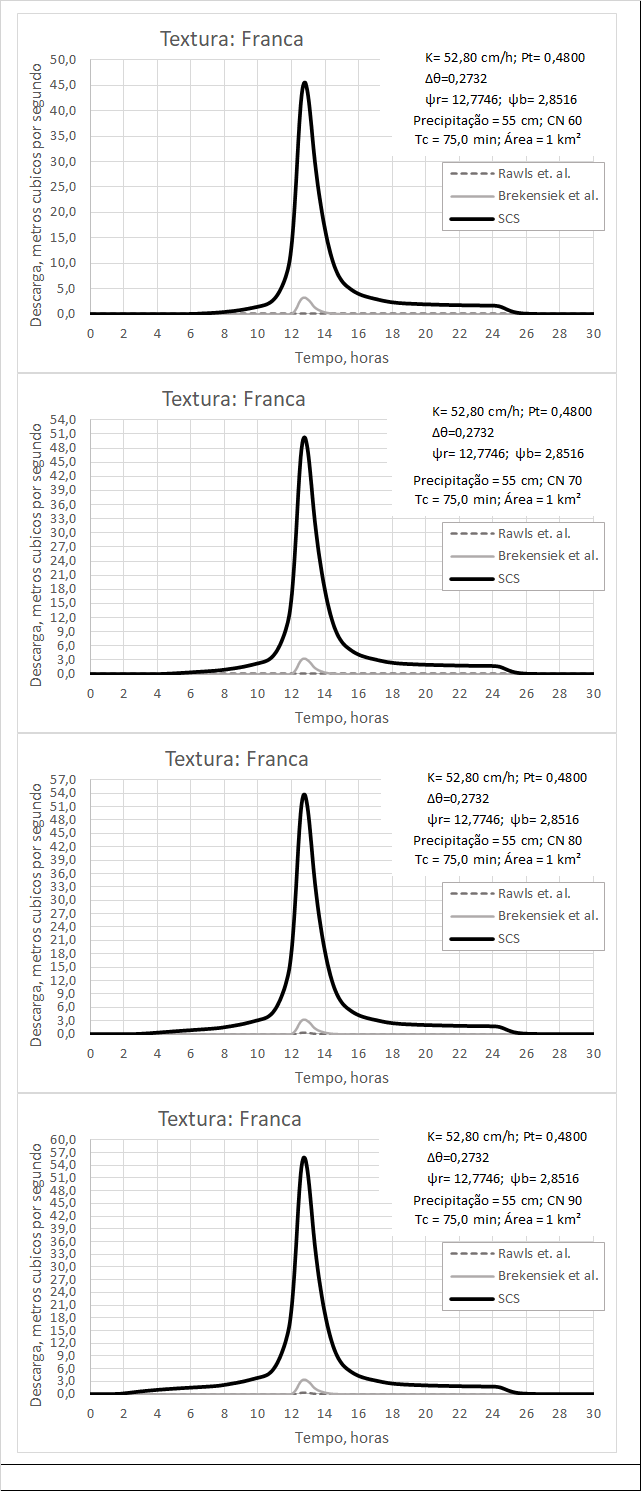 Textura: Franca
K= 52,80 cm/h; Pt= 0,4800
Δθ=0,2732
ψr= 12,7746; ψb= 2,8516
Precipitação = 55 cm; CN 60
Tc = 75,0 min; Área = 1 km²
Rawls et. al.
Brekensiek et al.
SCS
Descarga, metros cubicos por segundo
50,0
45,0
40,0
35,0
30,0
25,0
20,0
15,0
10,0
5,0
0,0
0 2 4 6 8 10 12 14 16 18 20 22 24 26 28 30
Tempo, horas
Textura: Franca
K= 52,80 cm/h; Pt= 0,4800
Δθ=0,2732
ψr= 12,7746; ψb= 2,8516
Precipitação = 55 cm; CN 70
Tc = 75,0 min; Área = 1 km²
Rawls et. al.
Brekensiek et al.
SCS
Descarga, metros cubicos por segundo
54,0
51,0
48,0
45,0
42,0
39,0
36,0
33,0
30,0
27,0
24,0
21,0
18,0
15,0
12,0
9,0
6,0
3,0
0,0
0 2 4 6 8 10 12 14 16 18 20 22 24 26 28 30
Tempo, horas
Textura: Franca
K= 52,80 cm/h; Pt= 0,4800
Δθ=0,2732
ψr= 12,7746; ψb= 2,8516
Precipitação = 55 cm; CN 80
Tc = 75,0 min; Área = 1 km²
Rawls et. al.
Brekensiek et al.
SCS
Descarga, metros cubicos por segundo
57,0
54,0
51,0
48,0
45,0
42,0
39,0
36,0
33,0
30,0
27,0
24,0
21,0
18,0
15,0
12,0
9,0
6,0
3,0
0,0
0 2 4 6 8 10 12 14 16 18 20 22 24 26 28 30
Tempo, horas
Textura: Franca
K= 52,80 cm/h; Pt= 0,4800
Δθ=0,2732
ψr= 12,7746; ψb= 2,8516
Precipitação = 55 cm; CN 90
Tc = 75,0 min; Área = 1 km²
Rawls et. al.
Brekensiek et al.
SCS
Descarga, metros cubicos por segundo
60,0
57,0
54,0
51,0
48,0
45,0
42,0
39,0
36,0
33,0
30,0
27,0
24,0
21,0
18,0
15,0
12,0
9,0
6,0
3,0
0,0
0 2 4 6 8 10 12 14 16 18 20 22 24 26 28 30
Tempo, horas